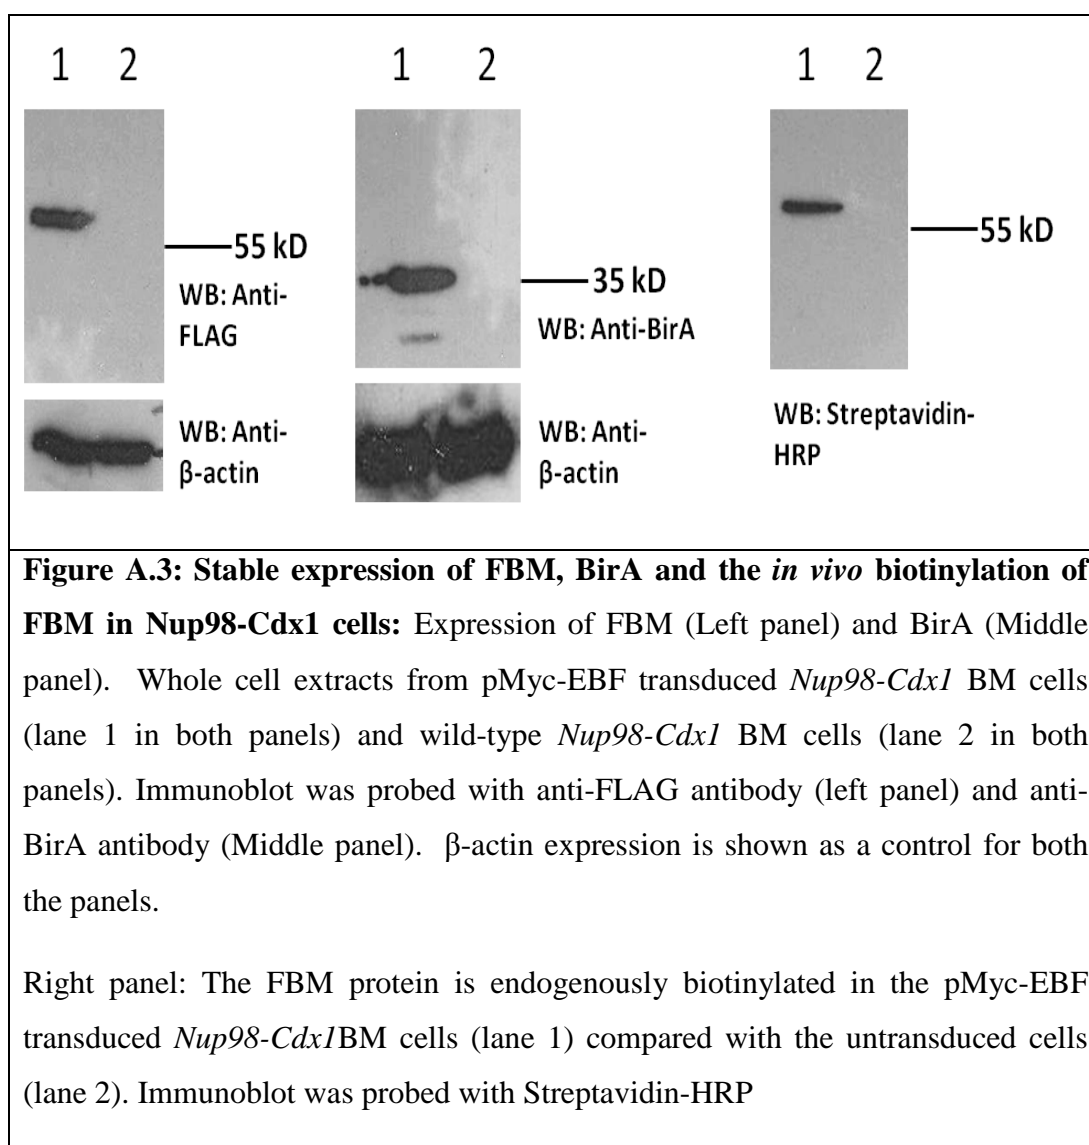 1 2
55 kD
WB: Anti-
FLAG
WB: Anti-
β-actin
1 2
35 kD
WB: Anti-BirA
WB: Anti-
β-actin
1 2
55 kD
WB: Streptavidin-
HRP
Figure A.3: Stable expression of FBM, BirA and the in vivo biotinylation of
FBM in Nup98-Cdx1 cells: Expression of FBM (Left panel) and BirA (Middle
panel). Whole cell extracts from pMyc-EBF transduced Nup98-Cdx1 BM cells
(lane 1 in both panels) and wild-type Nup98-Cdx1 BM cells (lane 2 in both
panels). Immunoblot was probed with anti-FLAG antibody (left panel) and anti-
BirA antibody (Middle panel). β-actin expression is shown as a control for both
the panels.
Right panel: The FBM protein is endogenously biotinylated in the pMyc-EBF
transduced Nup98-Cdx1BM cells (lane 1) compared with the untransduced cells
(lane 2). Immunoblot was probed with Streptavidin-HRP